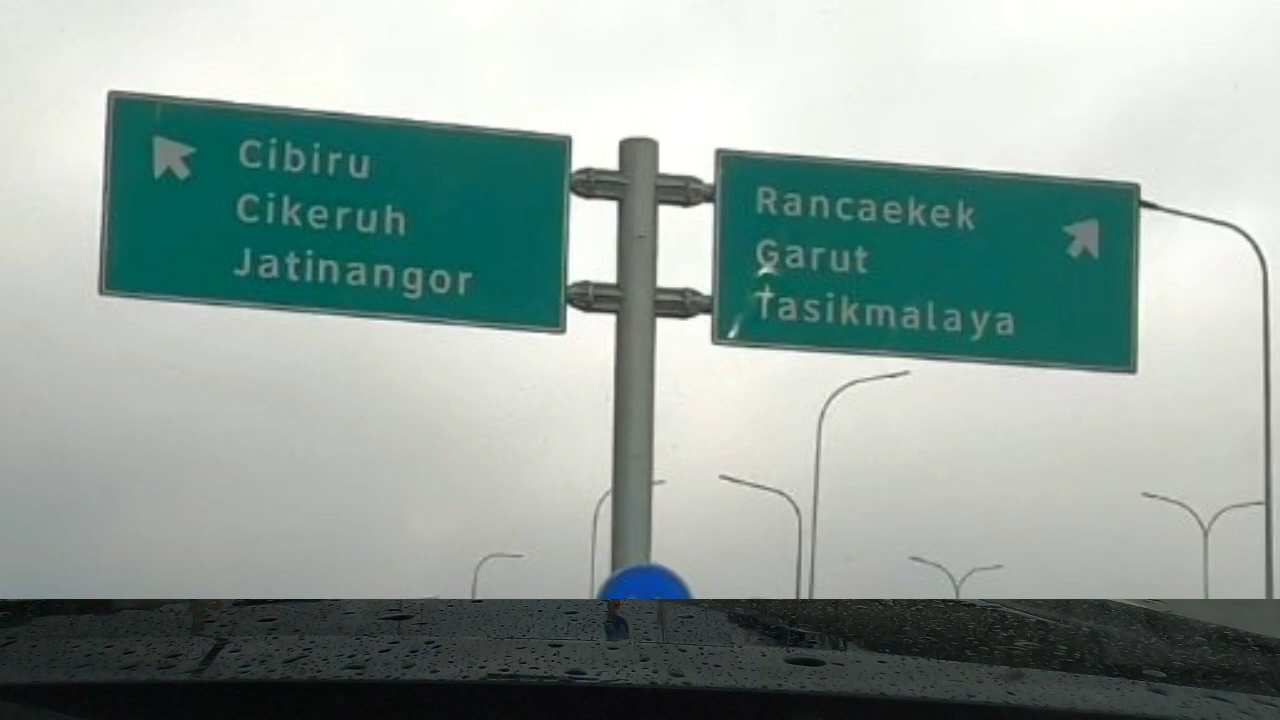 Cibiru
Cikeruh
Jatinangor
Rancaekek
Garut
Tasikmalaya